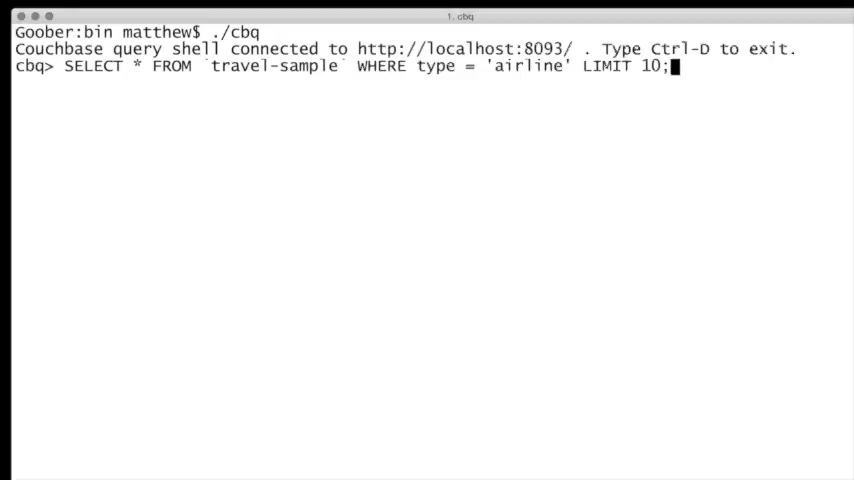 1. cbq
Goober:bin matthew$ ./cbq
Couchbase query shell connected to http://localhost:8093/ . Type Ctrl-D to exit.
cbq> SELECT * FROM `travel-sample` WHERE type = 'airline' LIMIT 10;